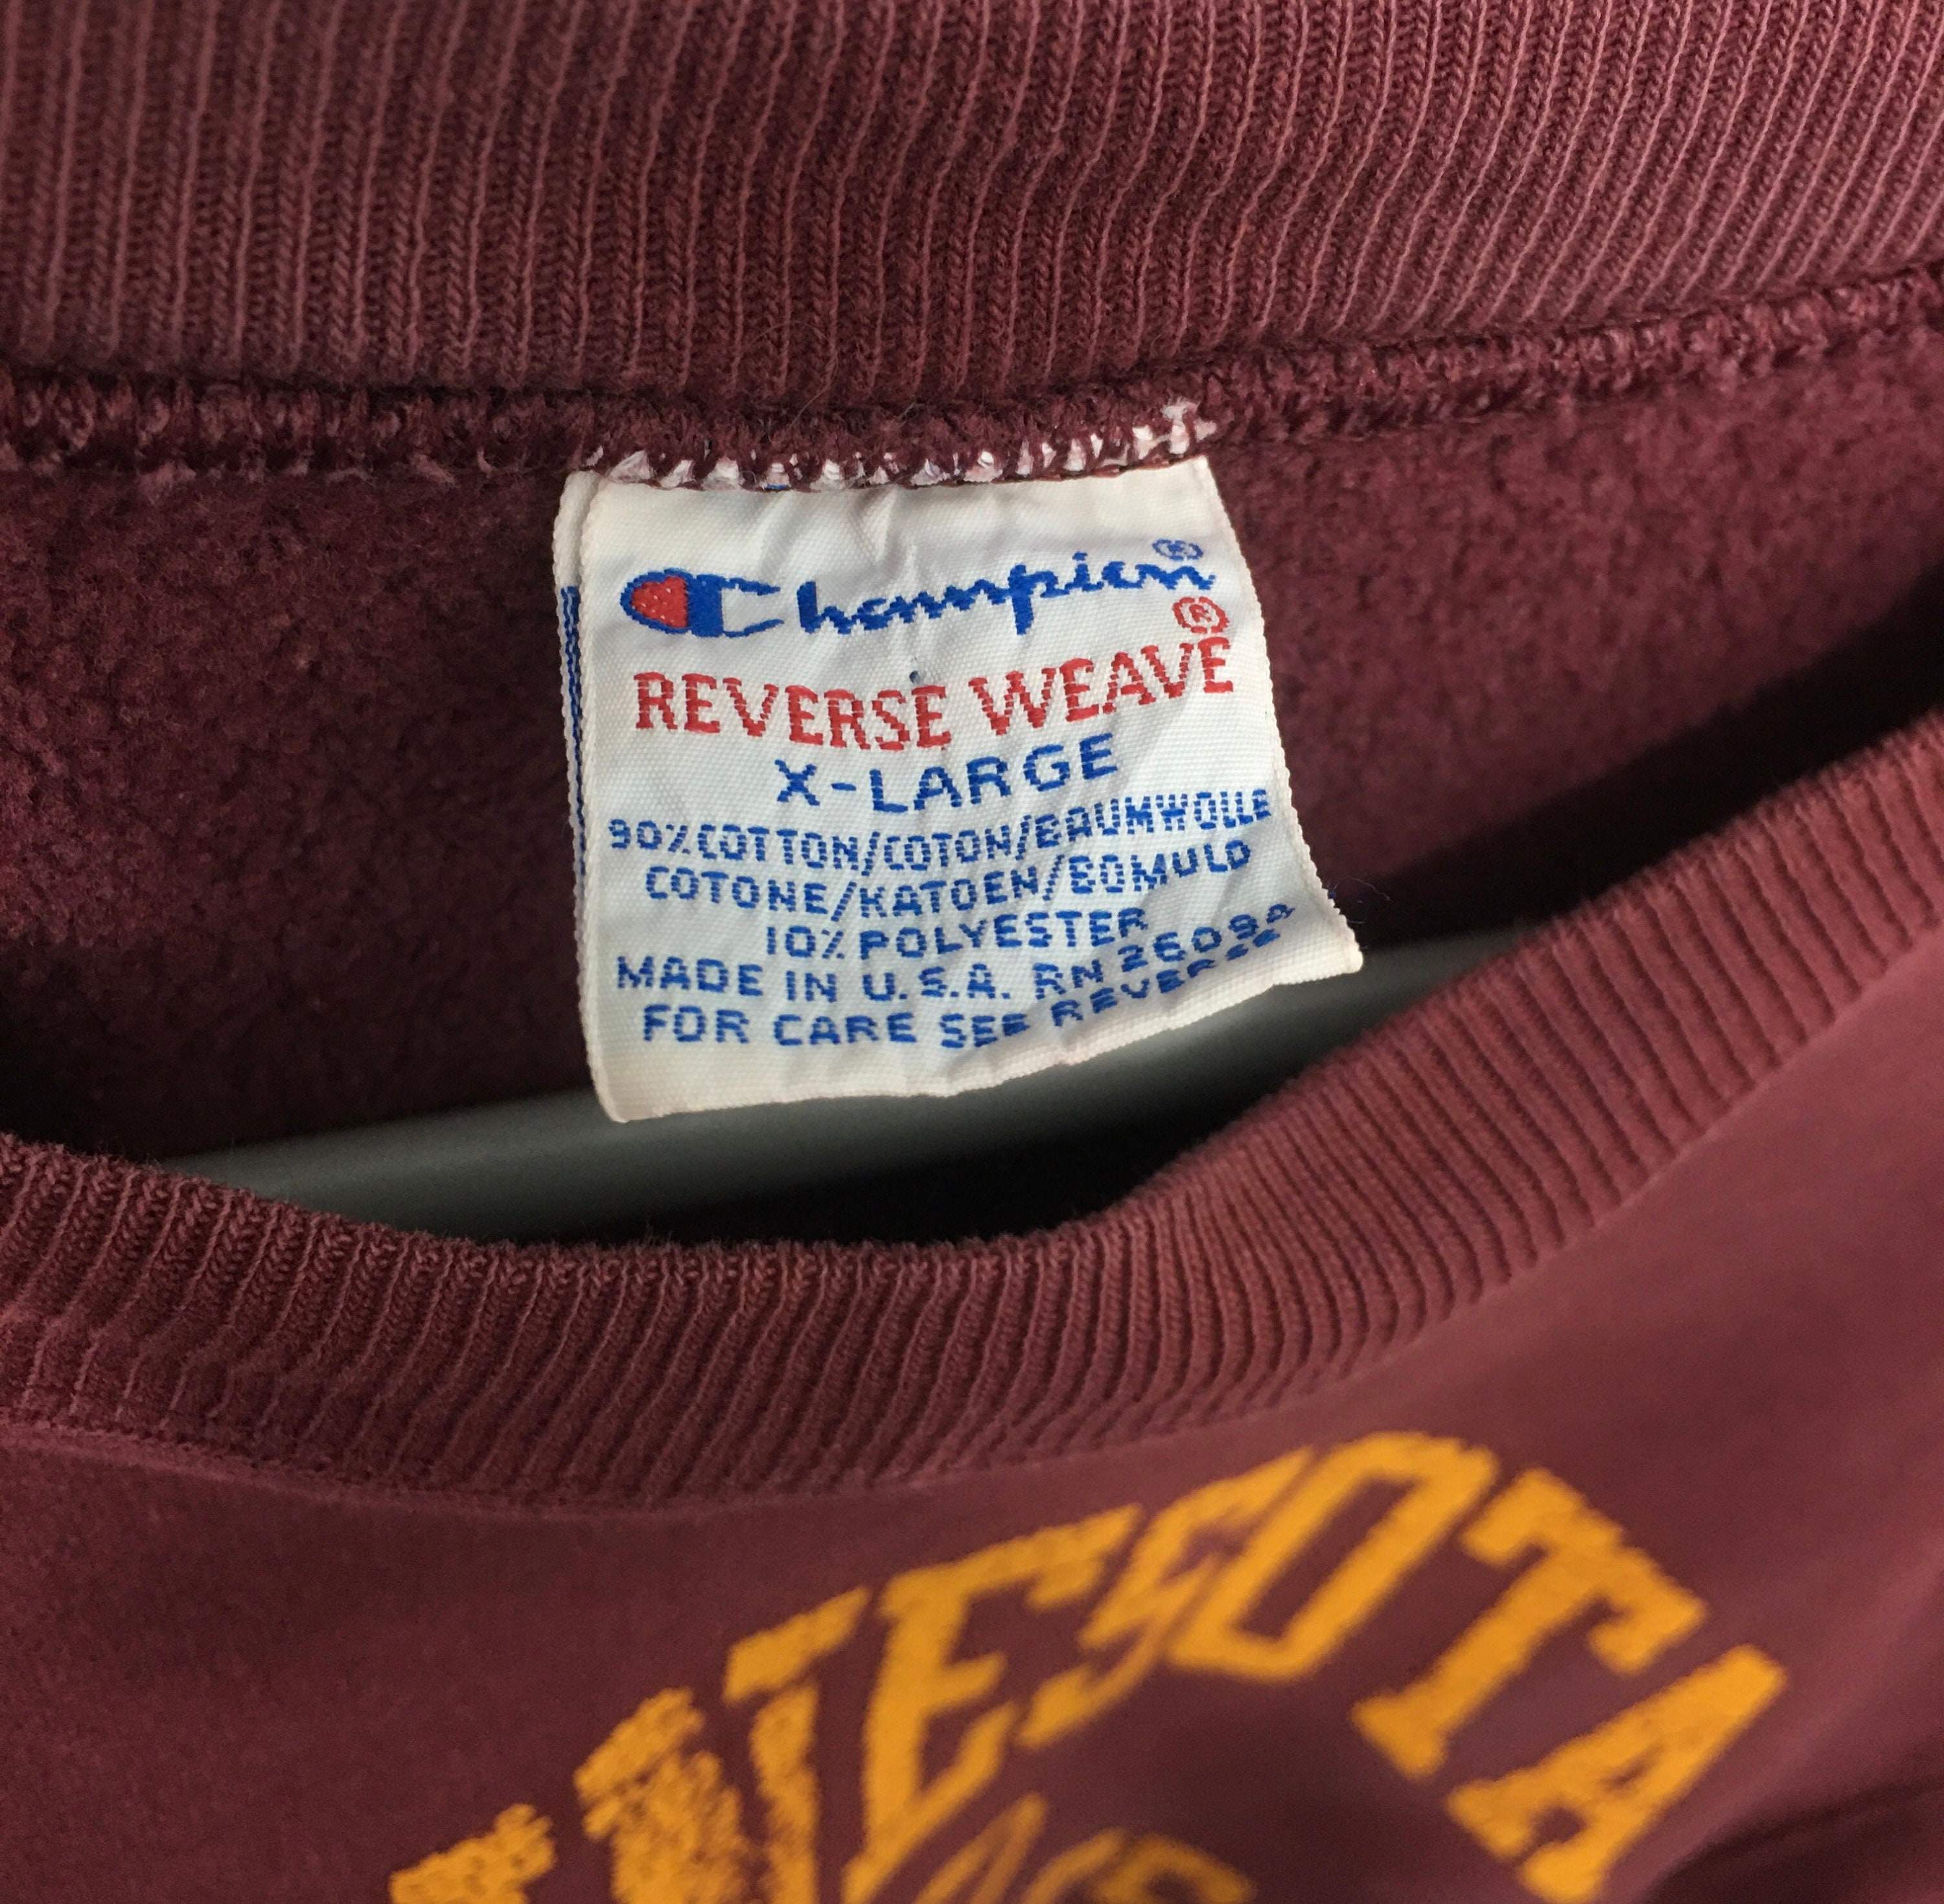 Champion®
REVERSE WEAVE®
X-LARGE
90% COTTON/COTON/BAUMWOLLE
COTONE/KATOEN/BOMULD
10% POLYESTER
MADE IN U.S.A. RN 26094
FOR CARE SEE REVERSE
NNESOTA